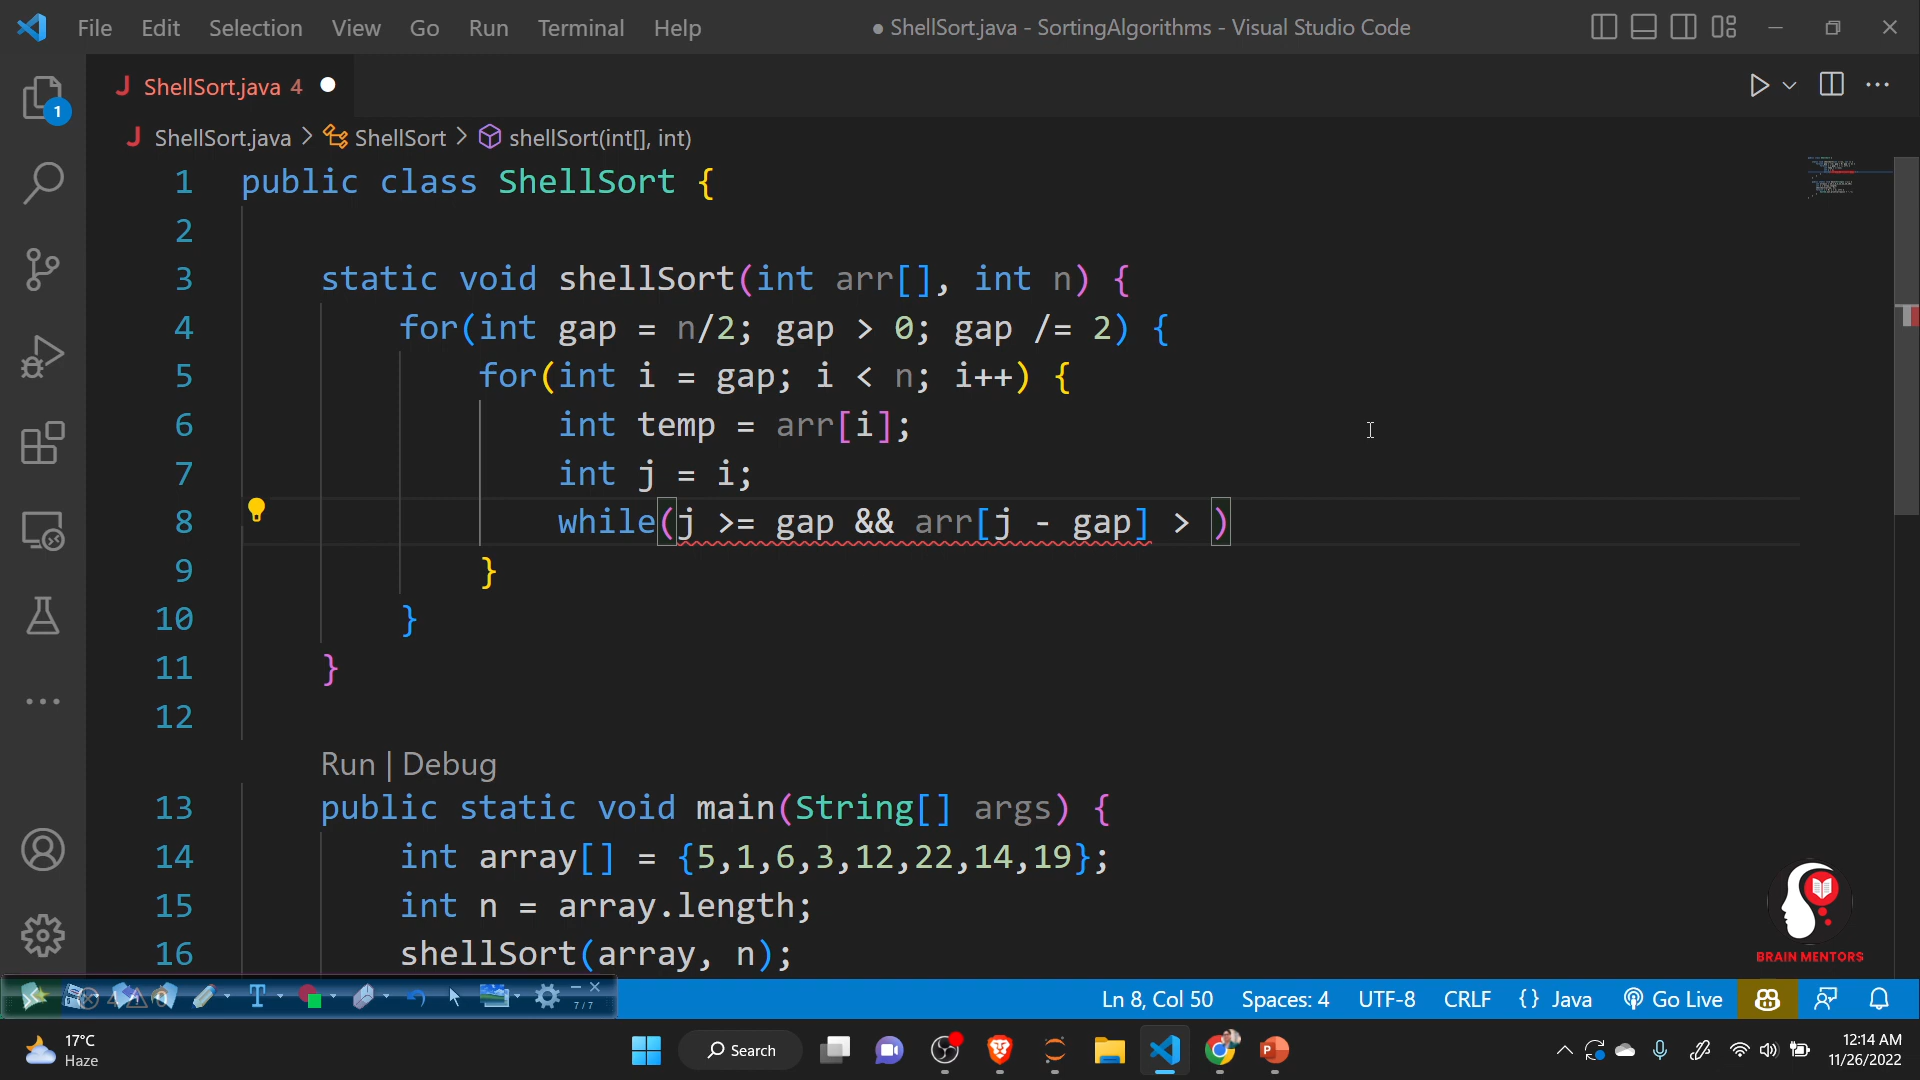 File Edit Selection View Go Run Terminal Help
● ShellSort.java - SortingAlgorithms - Visual Studio Code
ShellSort.java 4 ●
1
ShellSort.java > ShellSort > shellSort(int[], int)
1 public class ShellSort {
2
3 static void shellSort(int arr[], int n) {
4 for(int gap = n/2; gap > 0; gap /= 2) {
5 for(int i = gap; i < n; i++) {
6 int temp = arr[i];
7 int j = i;
8 while(j >= gap && arr[j - gap] > )
9 }
10 }
11 }
12
Run | Debug
13 public static void main(String[] args) {
14 int array[] = {5,1,6,3,12,22,14,19};
15 int n = array.length;
16 shellSort(array, n);
BRAIN MENTORS
7/7
Ln 8, Col 50 Spaces: 4 UTF-8 CRLF {} Java Go Live
17°C
Haze
Search
12:14 AM
11/26/2022